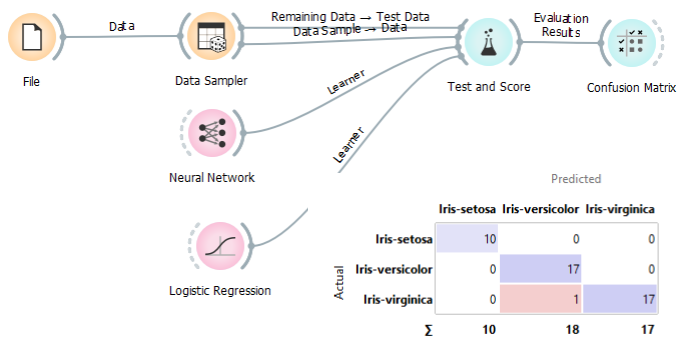 Data
Remaining Data → Test Data
Data Sample → Data
Evaluation
Results
File
Data Sampler
Test and Score
Confusion Matrix
Learner
Neural Network
Learner
Logistic Regression
Predicted
Iris-setosa Iris-versicolor Iris-virginica
Actual
Iris-setosa 10 0 0
Iris-versicolor 0 17 0
Iris-virginica 0 1 17
Σ 10 18 17